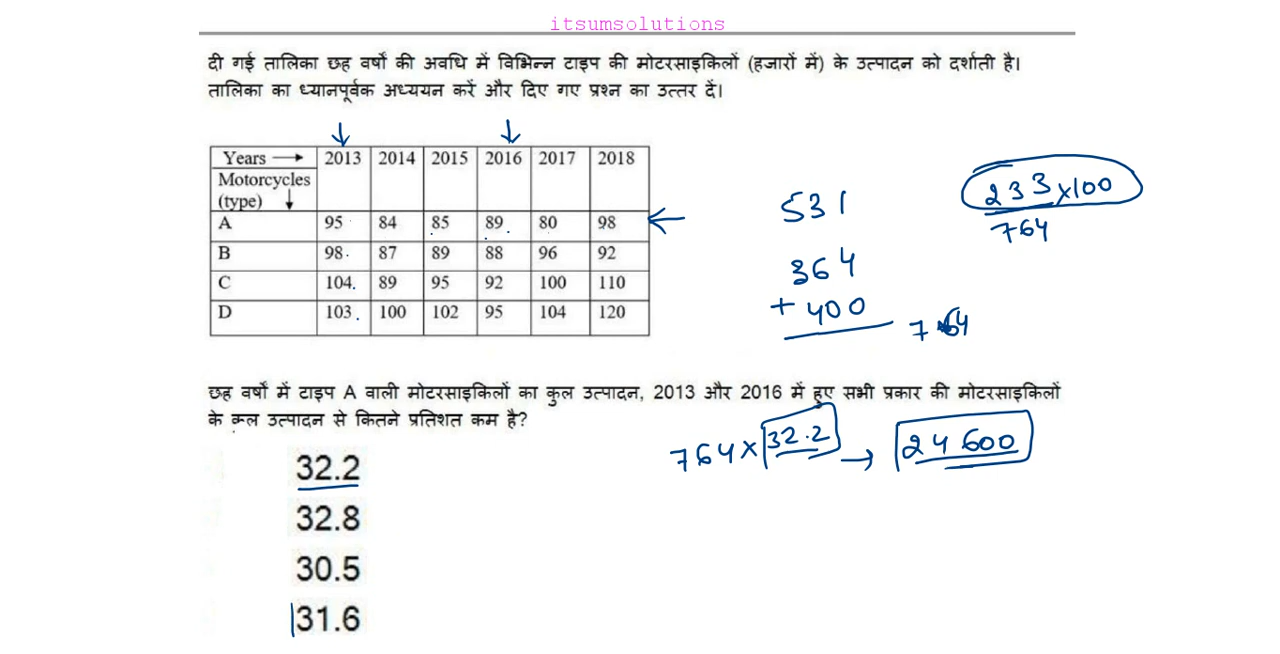 itsumsolutions
दी गई तालिका छह वर्षों की अवधि में विभिन्न टाइप की मोटरसाइकिलों (हजारों में) के उत्पादन को दर्शाती है।
तालिका का ध्यानपूर्वक अध्ययन करें और दिए गए प्रश्न का उत्तर दें।
Years → 2013 2014 2015 2016 2017 2018
Motorcycles
(type) ↓
A 95 84 85 89 80 98
B 98 87 89 88 96 92
C 104 89 95 92 100 110
D 103 100 102 95 104 120
531
364
+ 400
764
233×100
764
छह वर्षों में टाइप A वाली मोटरसाइकिलों का कुल उत्पादन, 2013 और 2016 में हुए सभी प्रकार की मोटरसाइकिलों
के कुल उत्पादन से कितने प्रतिशत कम है?
764×32.2 → 24600
32.2
32.8
30.5
31.6